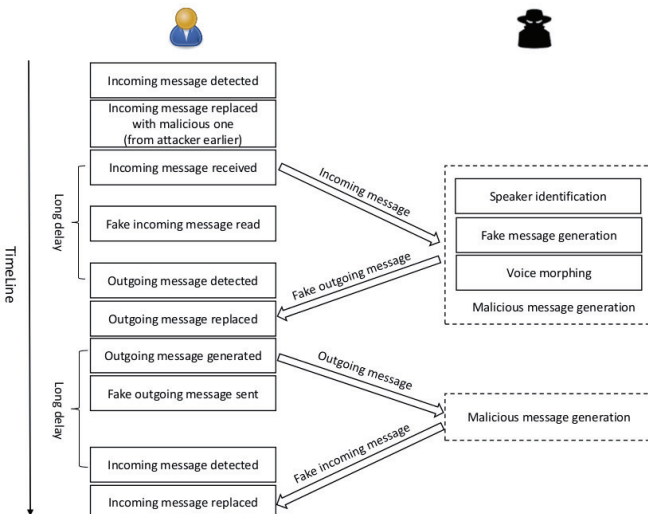 TimeLine
Incoming message detected
Incoming message replaced
with malicious one
(from attacker earlier)
Incoming message received
Long delay
Fake incoming message read
Outgoing message detected
Outgoing message replaced
Outgoing message generated
Long delay
Fake outgoing message sent
Incoming message detected
Incoming message replaced
Incoming message
Fake outgoing message
Outgoing message
Fake incoming message
Speaker identification
Fake message generation
Voice morphing
Malicious message generation
Malicious message generation